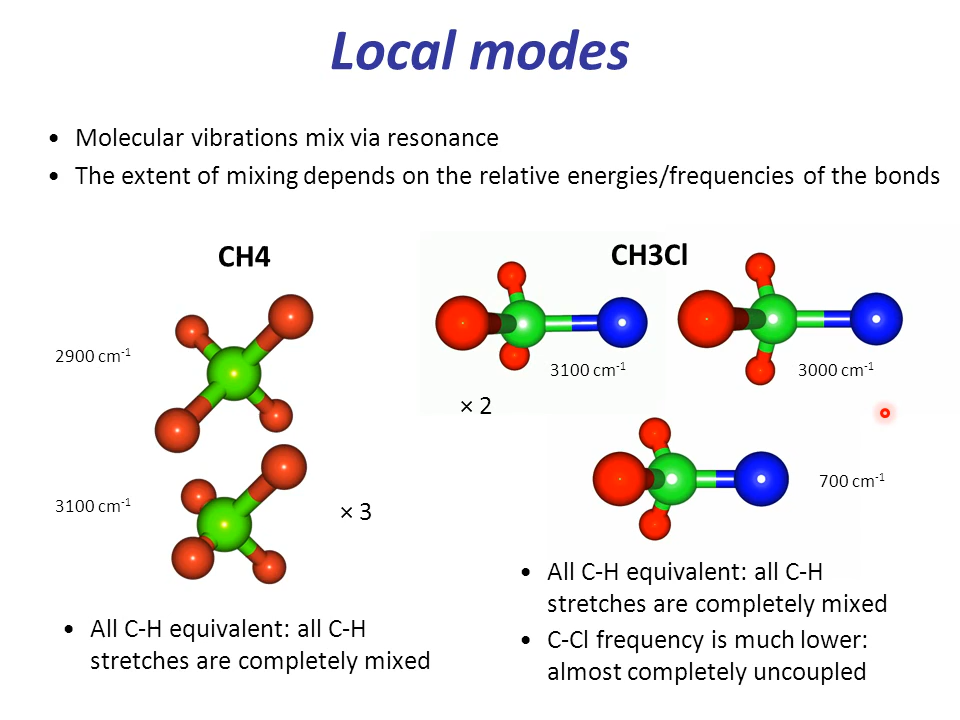 Local modes
• Molecular vibrations mix via resonance
• The extent of mixing depends on the relative energies/frequencies of the bonds
CH4
2900 cm-1
3100 cm-1
× 3
• All C-H equivalent: all C-H
stretches are completely mixed
CH3Cl
3100 cm-1
× 2
3000 cm-1
700 cm-1
• All C-H equivalent: all C-H
stretches are completely mixed
• C-Cl frequency is much lower:
almost completely uncoupled